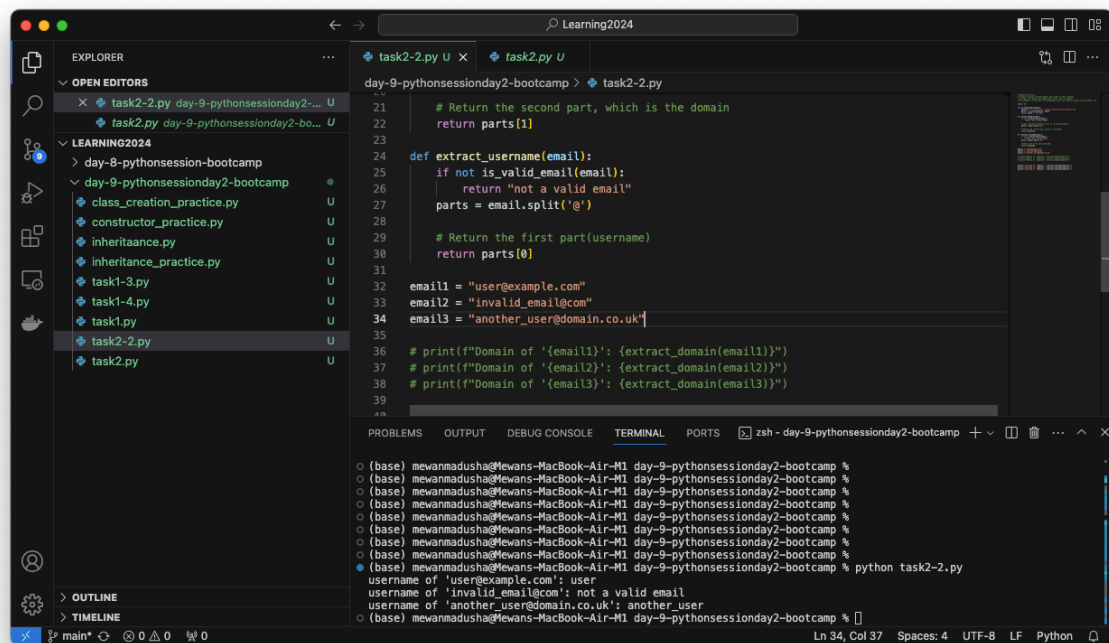 Learning2024
EXPLORER
OPEN EDITORS
task2-2.py day-9-pythonsessionday2-... U
task2.py day-9-pythonsessionday2-bo... U
LEARNING2024
day-8-pythonsession-bootcamp
day-9-pythonsessionday2-bootcamp
class_creation_practice.py U
constructor_practice.py U
inheritaance.py U
inheritance_practice.py U
task1-3.py U
task1-4.py U
task1.py U
task2-2.py U
task2.py U
OUTLINE
TIMELINE
9
task2-2.py U
task2.py U
day-9-pythonsessionday2-bootcamp > task2-2.py
21 # Return the second part, which is the domain
22 return parts[1]
23
24 def extract_username(email):
25 if not is_valid_email(email):
26 return "not a valid email"
27 parts = email.split('@')
28
29 # Return the first part(username)
30 return parts[0]
31
32 email1 = "user@example.com"
33 email2 = "invalid_email@com"
34 email3 = "another_user@domain.co.uk"
35
36 # print(f"Domain of '{email1}': {extract_domain(email1)}")
37 # print(f"Domain of '{email2}': {extract_domain(email2)}")
38 # print(f"Domain of '{email3}': {extract_domain(email3)}")
39
PROBLEMS OUTPUT DEBUG CONSOLE TERMINAL PORTS zsh - day-9-pythonsessionday2-bootcamp
(base) mewanmadusha@Mewans-MacBook-Air-M1 day-9-pythonsessionday2-bootcamp %
(base) mewanmadusha@Mewans-MacBook-Air-M1 day-9-pythonsessionday2-bootcamp %
(base) mewanmadusha@Mewans-MacBook-Air-M1 day-9-pythonsessionday2-bootcamp %
(base) mewanmadusha@Mewans-MacBook-Air-M1 day-9-pythonsessionday2-bootcamp %
(base) mewanmadusha@Mewans-MacBook-Air-M1 day-9-pythonsessionday2-bootcamp %
(base) mewanmadusha@Mewans-MacBook-Air-M1 day-9-pythonsessionday2-bootcamp %
(base) mewanmadusha@Mewans-MacBook-Air-M1 day-9-pythonsessionday2-bootcamp %
(base) mewanmadusha@Mewans-MacBook-Air-M1 day-9-pythonsessionday2-bootcamp %
(base) mewanmadusha@Mewans-MacBook-Air-M1 day-9-pythonsessionday2-bootcamp % python task2-2.py
username of 'user@example.com': user
username of 'invalid_email@com': not a valid email
username of 'another_user@domain.co.uk': another_user
(base) mewanmadusha@Mewans-MacBook-Air-M1 day-9-pythonsessionday2-bootcamp %
main* 0 0 0 Ln 34, Col 37 Spaces: 4 UTF-8 LF Python